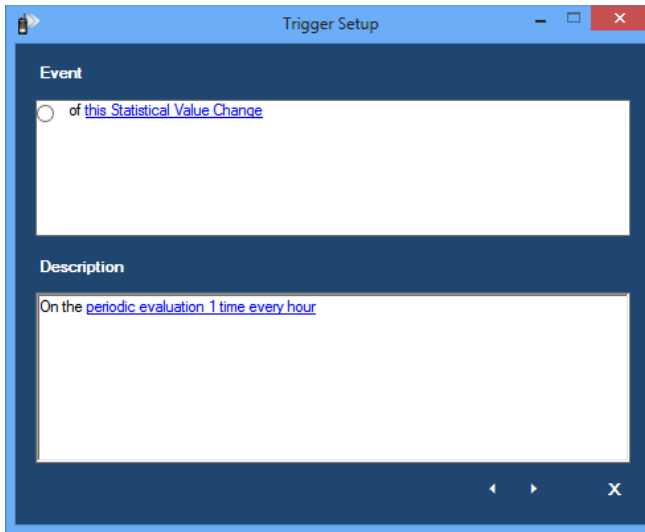 Trigger Setup
Event
of this Statistical Value Change
Description
On the periodic evaluation 1 time every hour
X